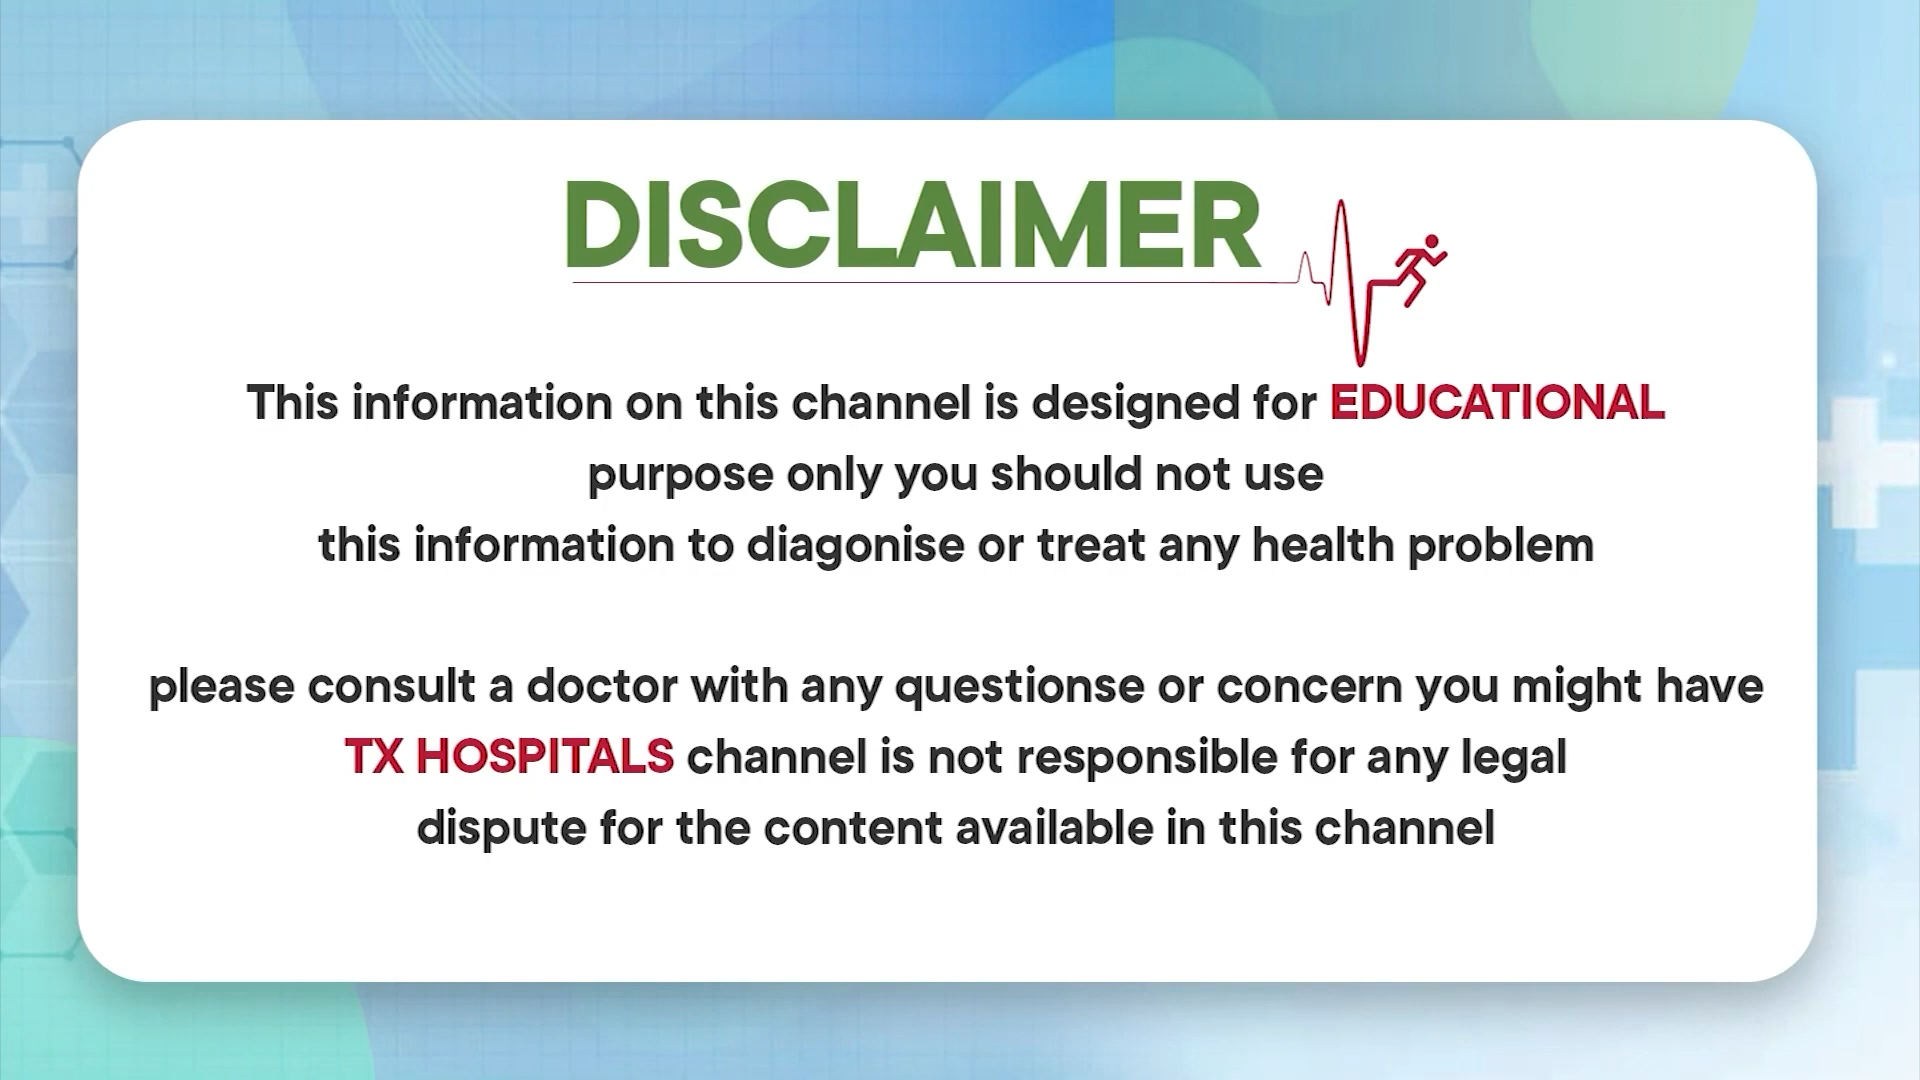 DISCLAIMER
This information on this channel is designed for EDUCATIONAL
purpose only you should not use
this information to diagonise or treat any health problem
please consult a doctor with any questionse or concern you might have
TX HOSPITALS channel is not responsible for any legal
dispute for the content available in this channel